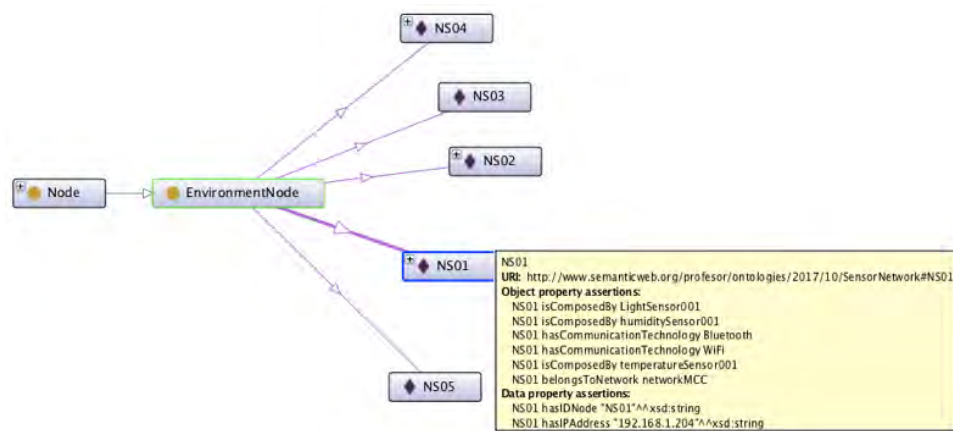 NS04
NS03
NS02
Node
EnvironmentNode
NS01
NS01
URI: http://www.semanticweb.org/profesor/ontologies/2017/10/SensorNetwork#NS01
Object property assertions:
NS01 isComposedBy LightSensor001
NS01 isComposedBy humiditySensor001
NS01 hasCommunicationTechnology Bluetooth
NS01 hasCommunicationTechnology WiFi
NS01 isComposedBy temperatureSensor001
NS01 belongsToNetwork networkMCC
Data property assertions:
NS01 hasIDNode "NS01"^^xsd:string
NS01 hasIPAddress "192.168.1.204"^^xsd:string
NS05